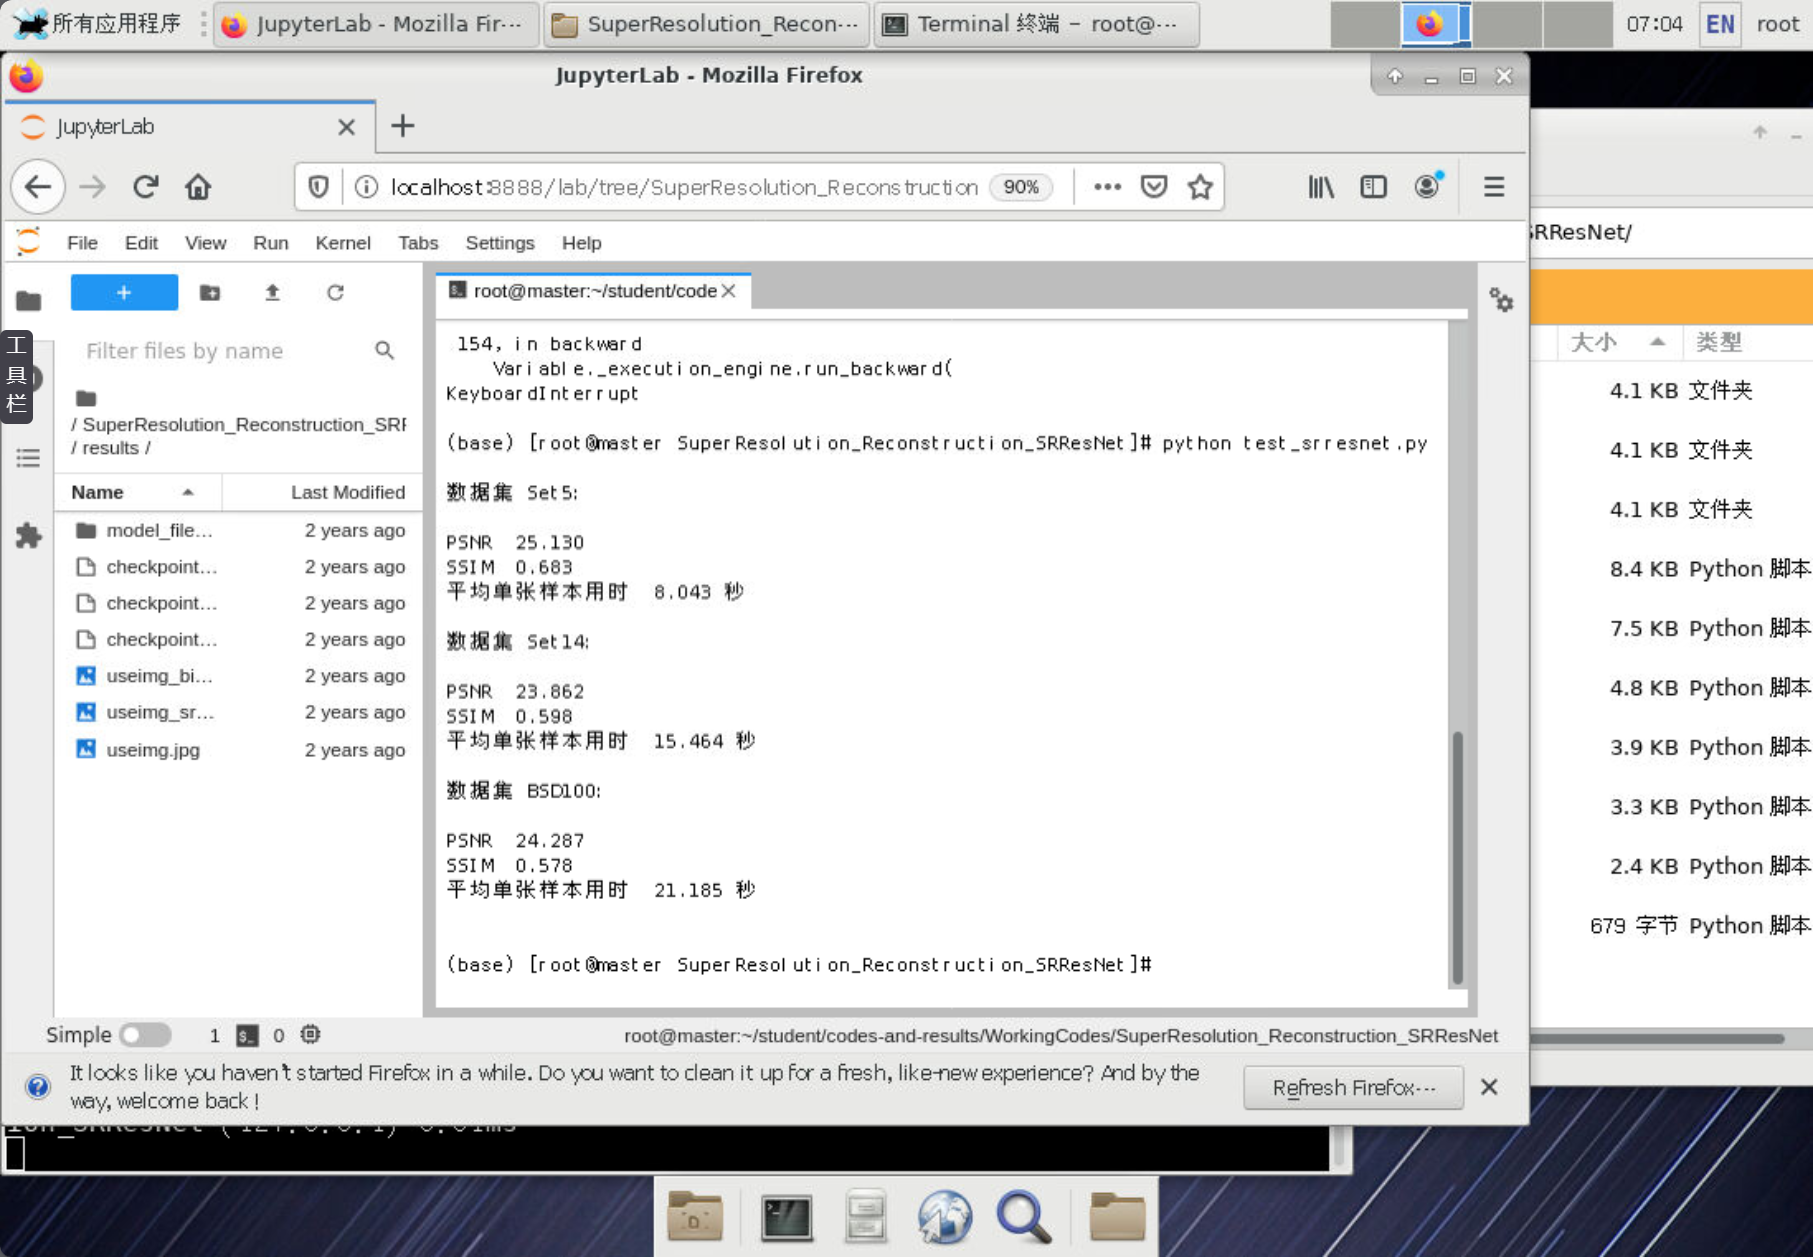 所有应用程序
JupyterLab - Mozilla Fir···
SuperResolution_Recon···
Terminal 终端 - root@···
07:04
EN
root
JupyterLab - Mozilla Firefox
JupyterLab
localhost:8888/lab/tree/SuperResolution_Reconstruction
90%
File Edit View Run Kernel Tabs Settings Help
SRResNet/
root@master:~/student/code
Filter files by name
工具栏
/ SuperResolution_Reconstruction_SRF
/ results /
Name
Last Modified
model_file... 2 years ago
checkpoint... 2 years ago
checkpoint... 2 years ago
checkpoint... 2 years ago
useimg_bi... 2 years ago
useimg_sr... 2 years ago
useimg.jpg 2 years ago
154, in backward
Variable._execution_engine.run_backward(
KeyboardInterrupt
(base) [root@master SuperResolution_Reconstruction_SRResNet]# python test_srresnet.py
数据集 Set5:
PSNR 25.130
SSIM 0.683
平均单张样本用时 8.043 秒
数据集 Set14:
PSNR 23.862
SSIM 0.598
平均单张样本用时 15.464 秒
数据集 BSD100:
PSNR 24.287
SSIM 0.578
平均单张样本用时 21.185 秒
(base) [root@master SuperResolution_Reconstruction_SRResNet]#
大小 类型
4.1 KB 文件夹
4.1 KB 文件夹
4.1 KB 文件夹
8.4 KB Python 脚本
7.5 KB Python 脚本
4.8 KB Python 脚本
3.9 KB Python 脚本
3.3 KB Python 脚本
2.4 KB Python 脚本
679 字节 Python 脚本
Simple
1
0
root@master:~/student/codes-and-results/WorkingCodes/SuperResolution_Reconstruction_SRResNet
It looks like you haven't started Firefox in a while. Do you want to clean it up for a fresh, like-new experience? And by the
way, welcome back!
Refresh Firefox···